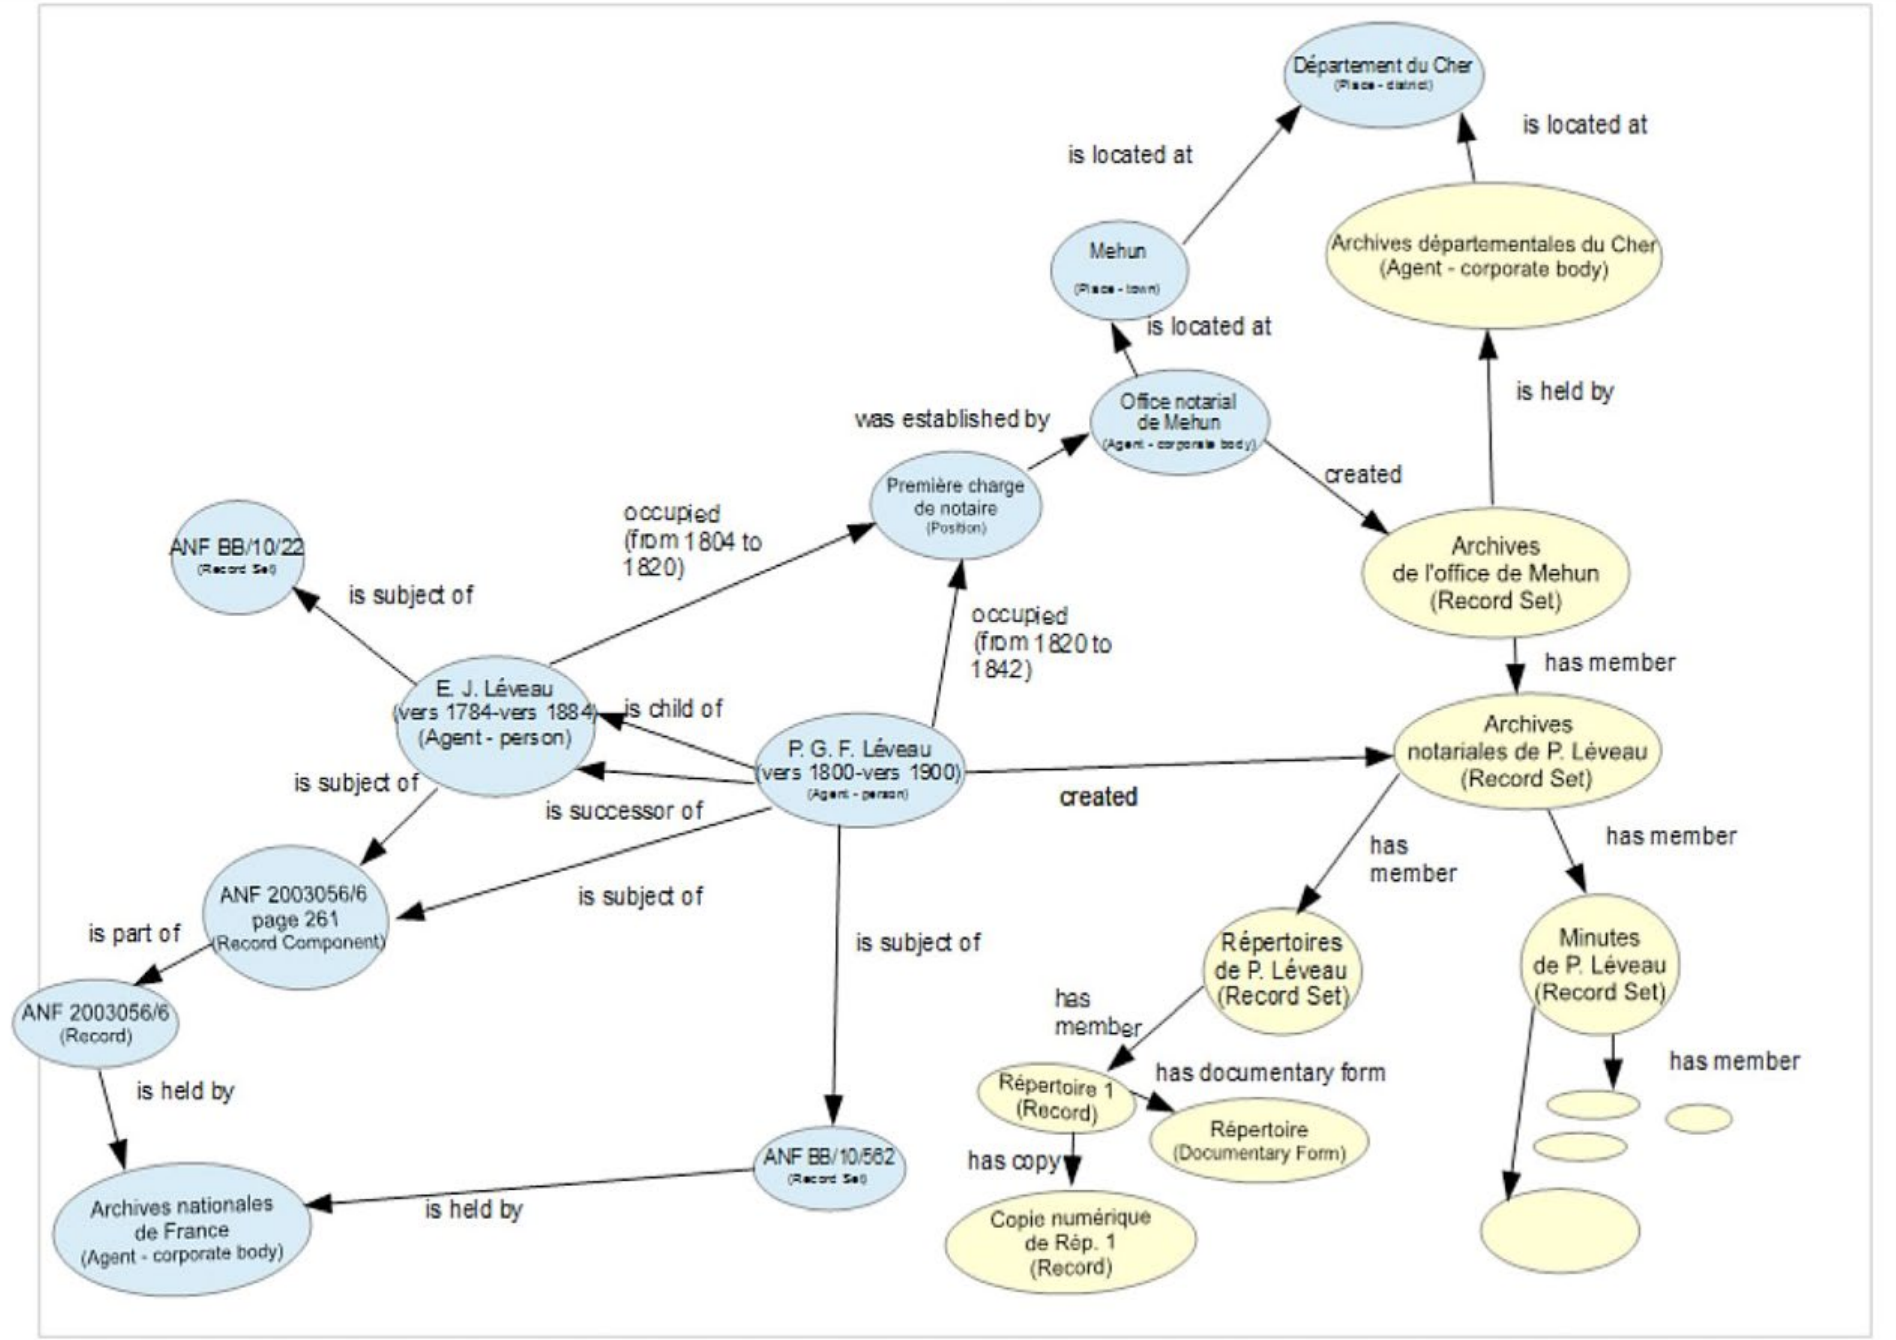 Département du Cher
(Place - district)
is located at
is located at
Mehun
(Place - town)
Archives départementales du Cher
(Agent - corporate body)
is located at
is held by
Office notarial
de Mehun
(Agent - corporate body)
was established by
created
Première charge
de notaire
(Position)
occupied
(from 1804 to
1820)
ANF BB/10/22
(Record Set)
is subject of
Archives
de l'office de Mehun
(Record Set)
occupied
(from 1820 to
1842)
has member
E. J. Léveau
(vers 1784-vers 1884)
(Agent - person)
is child of
P. G. F. Léveau
(vers 1800-vers 1900)
(Agent - person)
Archives
notariales de P. Léveau
(Record Set)
is subject of
is successor of
created
has member
has
member
ANF 2003056/6
page 261
(Record Component)
is subject of
is part of
is subject of
Répertoires
de P. Léveau
(Record Set)
Minutes
de P. Léveau
(Record Set)
ANF 2003056/6
(Record)
has
member
has member
is held by
Répertoire 1
(Record)
has documentary form
Répertoire
(Documentary Form)
has copy
ANF BB/10/562
(Record Set)
Archives nationales
de France
(Agent - corporate body)
is held by
Copie numérique
de Rép. 1
(Record)